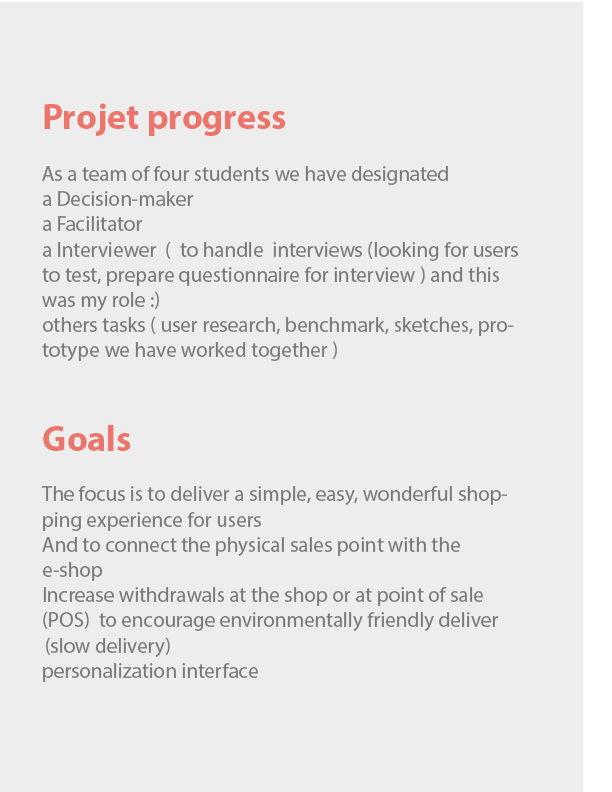 Projet progress
As a team of four students we have designated
a Decision-maker
a Facilitator
a Interviewer  (  to handle  interviews (looking for users
to test, prepare questionnaire for interview ) and this
was my role :)
others tasks ( user research, benchmark, sketches, pro-
totype we have worked together )
Goals
The focus is to deliver a simple, easy, wonderful shop-
ping experience for users
And to connect the physical sales point with the
e-shop
Increase withdrawals at the shop or at point of sale
(POS)  to encourage environmentally friendly deliver
(slow delivery)
personalization interface